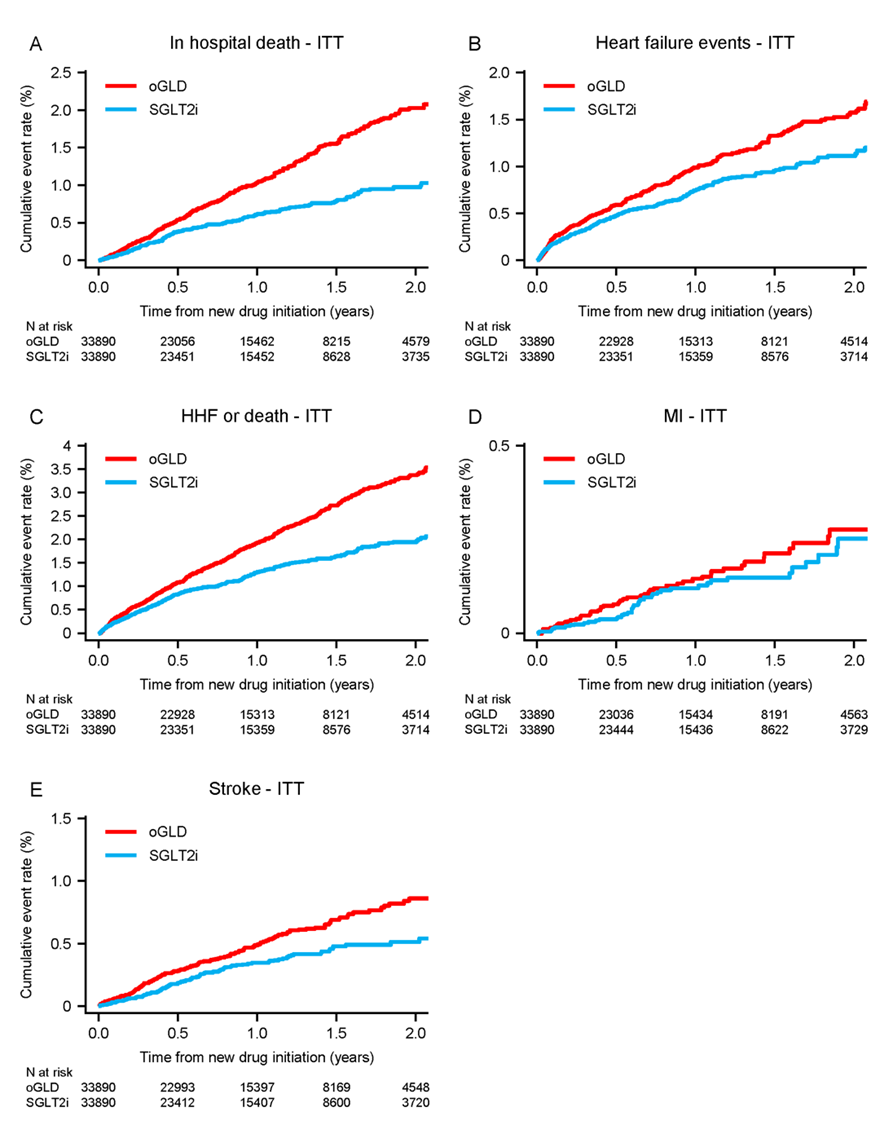 A
In hospital death - ITT
Cumulative event rate (%)
2.5
2.0
1.5
1.0
0.5
0
oGLD
SGLT2i
0.0 0.5 1.0 1.5 2.0
Time from new drug initiation (years)
N at risk
oGLD 33890 23056 15462 8215 4579
SGLT2i 33890 23451 15452 8628 3735
B
Heart failure events - ITT
Cumulative event rate (%)
2.0
1.5
1.0
0.5
0
oGLD
SGLT2i
0.0 0.5 1.0 1.5 2.0
Time from new drug initiation (years)
N at risk
oGLD 33890 22928 15313 8121 4514
SGLT2i 33890 23351 15359 8576 3714
C
HHF or death - ITT
Cumulative event rate (%)
4
3.5
3.0
2.5
2.0
1.5
1.0
0.5
0
oGLD
SGLT2i
0.0 0.5 1.0 1.5 2.0
Time from new drug initiation (years)
N at risk
oGLD 33890 22928 15313 8121 4514
SGLT2i 33890 23351 15359 8576 3714
D
MI - ITT
Cumulative event rate (%)
0.5
0
oGLD
SGLT2i
0.0 0.5 1.0 1.5 2.0
Time from new drug initiation (years)
N at risk
oGLD 33890 23036 15434 8191 4563
SGLT2i 33890 23444 15436 8622 3729
E
Stroke - ITT
Cumulative event rate (%)
1.5
1.0
0.5
0
oGLD
SGLT2i
0.0 0.5 1.0 1.5 2.0
Time from new drug initiation (years)
N at risk
oGLD 33890 22993 15397 8169 4548
SGLT2i 33890 23412 15407 8600 3720